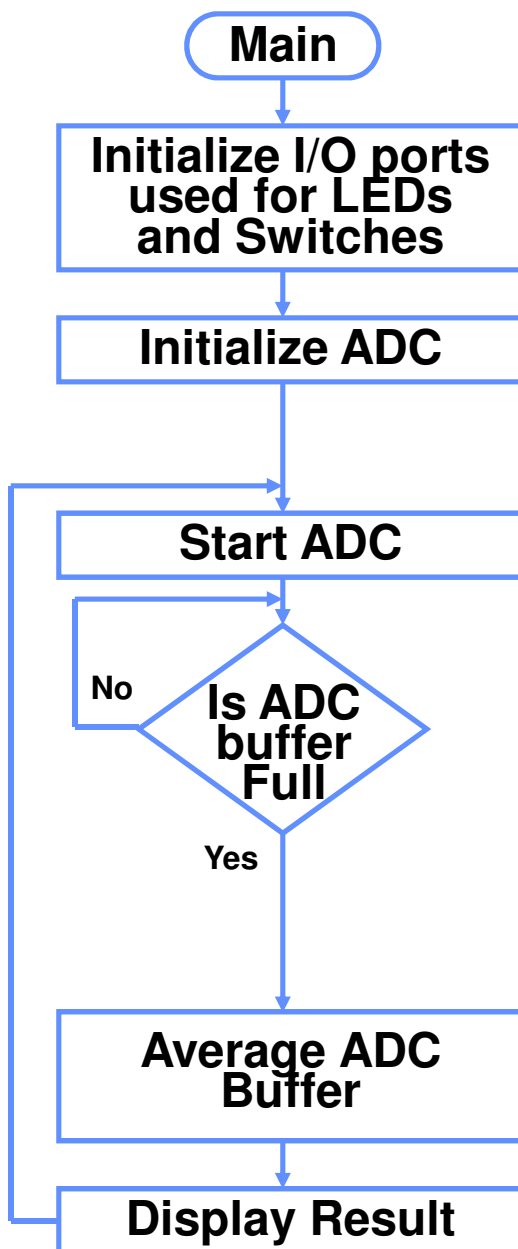 Main
Initialize I/O ports
used for LEDs
and Switches
Initialize ADC
Start ADC
No
Is ADC
buffer
Full
Yes
Average ADC
Buffer
Display Result